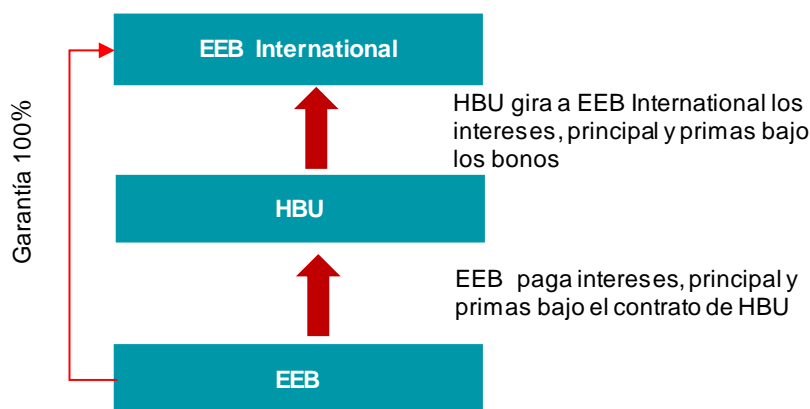 EEB International
HBU gira a EEB International los
intereses, principal y primas bajo
los bonos
Garantía 100%
HBU
EEB paga intereses, principal y
primas bajo el contrato de HBU
EEB